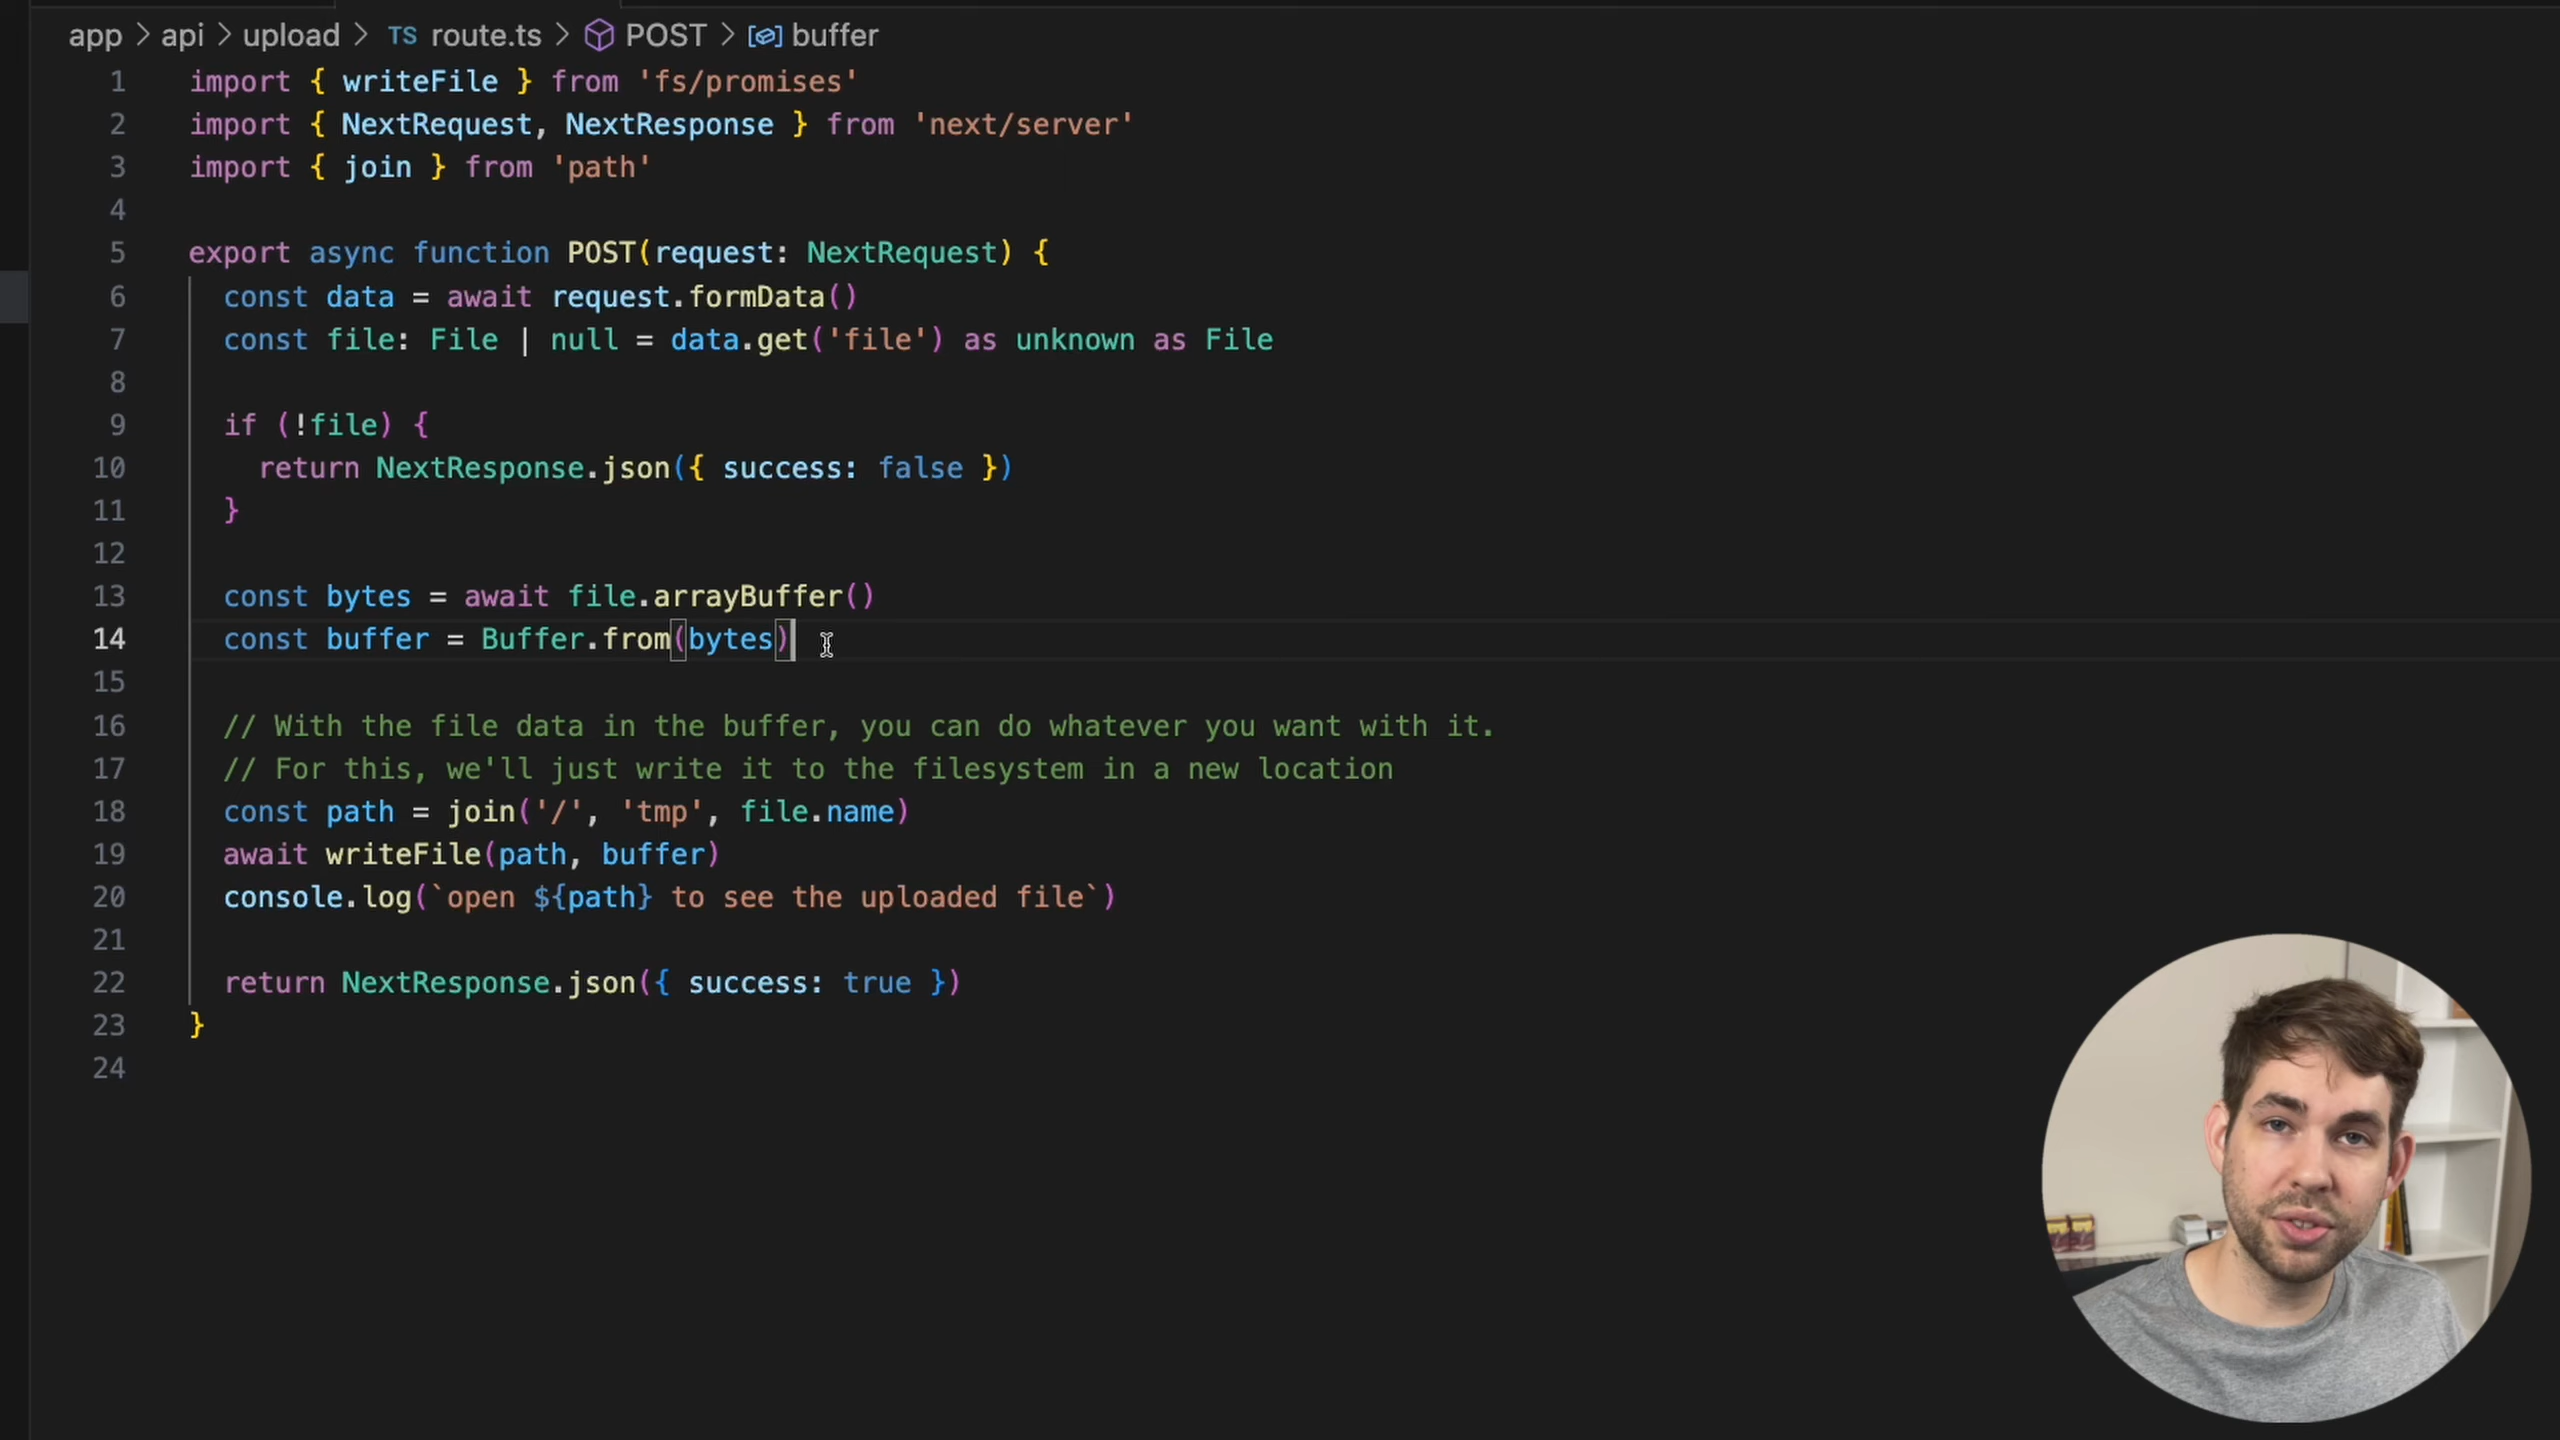 app > api > upload > TS route.ts > POST > buffer
1 import { writeFile } from 'fs/promises'
2 import { NextRequest, NextResponse } from 'next/server'
3 import { join } from 'path'
4
5 export async function POST(request: NextRequest) {
6 const data = await request.formData()
7 const file: File | null = data.get('file') as unknown as File
8
9 if (!file) {
10 return NextResponse.json({ success: false })
11 }
12
13 const bytes = await file.arrayBuffer()
14 const buffer = Buffer.from(bytes)
15
16 // With the file data in the buffer, you can do whatever you want with it.
17 // For this, we'll just write it to the filesystem in a new location
18 const path = join('/', 'tmp', file.name)
19 await writeFile(path, buffer)
20 console.log(`open ${path} to see the uploaded file`)
21
22 return NextResponse.json({ success: true })
23 }
24